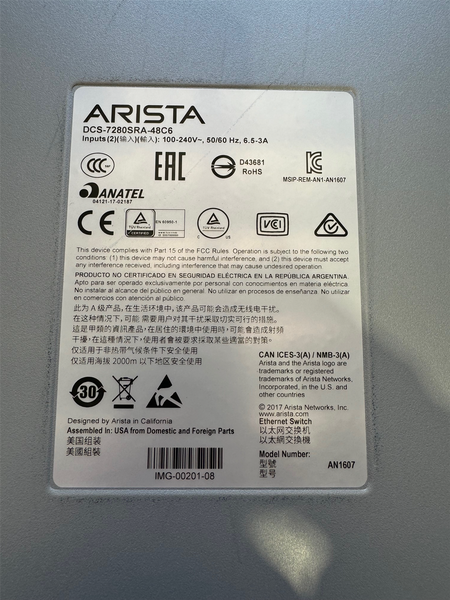 ARISTA
DCS-7280SRA-48C6
Inputs(2)(输入)(輸入): 100-240V~, 50/60 Hz, 6.5-3A
CCC
EAC
D43681
RoHS
MSIP-REM-AN1-AN1607
ANATEL
04121-17-02187
CE
TÜV Rheinland
EN 60950-1
TÜV Rheinland
C US
VCI
This device complies with Part 15 of the FCC Rules. Operation is subject to the following two
conditions :(1) this device may not cause harmful interference, and (2) this device must accept
any interference received, including interference that may cause undesired operation
PRODUCTO NO CERTIFICADO EN SEGURIDAD ELÉCTRICA EN LA REPÚBLICA ARGENTINA
Apto para ser operado exclusivamente por personal con conocimientos en materia eléctrica
No instalar al alcance del público en general. No utilizar en procesos de enseñanza. No utilizar
en comercios con atención al público
此为 A 级产品，在生活环境中，该产品可能会造成无线电干扰。
在这种情况下，可能 需要用户对其干扰采取切实可行的措施。
這是甲類的資訊產品，在居住的環境中使用時，可能會造成射頻
干擾，在這種情況下，使用者會被要求採取某些適當的對策。
仅适用于非热带气候条件下安全使用
仅适用于海拔 2000m 以下地区安全使用
CAN ICES-3(A) / NMB-3(A)
Arista and the Arista logo are
trademarks or registered
trademarks of Arista Networks,
Incorporated, in the U.S. and
other countries
30
© 2017 Arista Networks, Inc.
www.arista.com
Ethernet Switch
以太网交换机
以太網交換機
Designed by Arista in California
Assembled In: USA from Domestic and Foreign Parts
美国组装
美國組裝
IMG-00201-08
Model Number:
型號
型号
AN1607